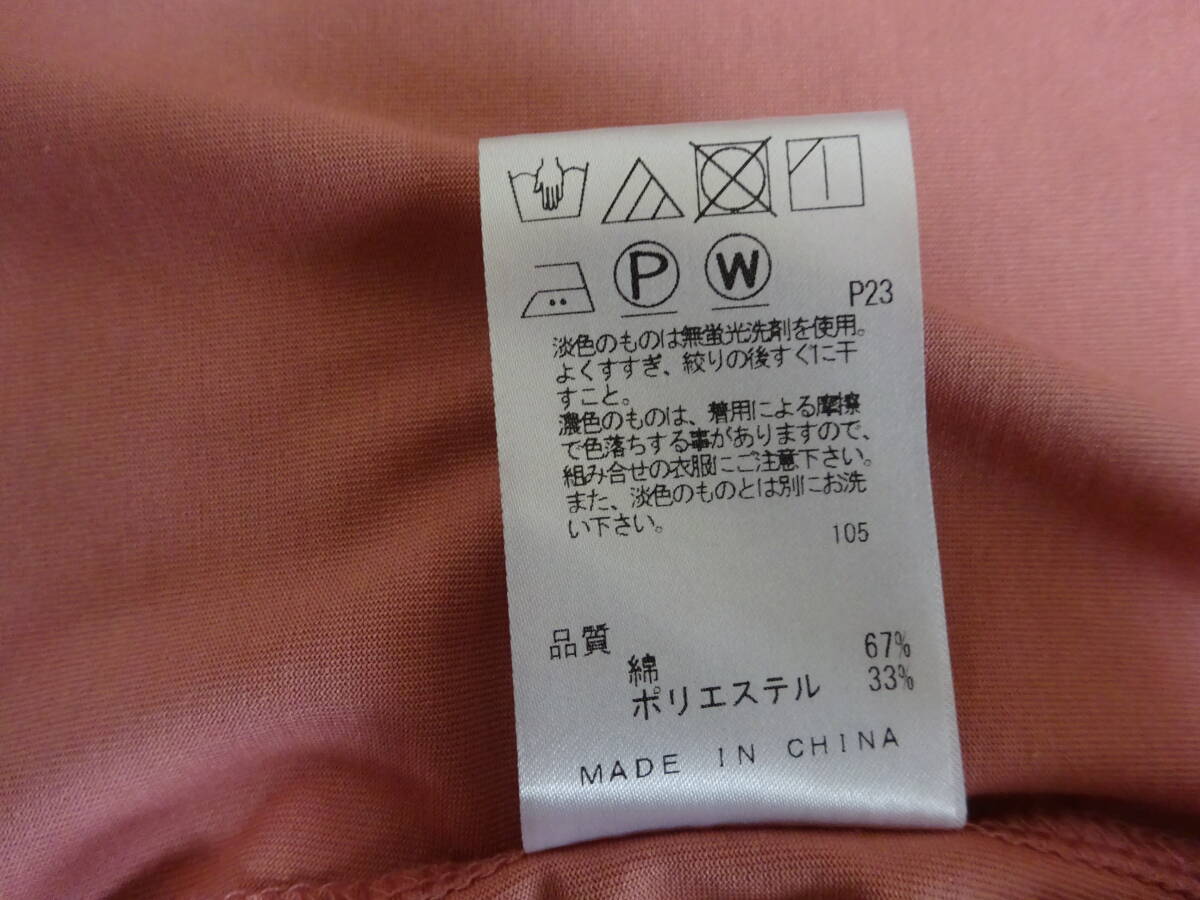 P W P23
淡色のものは無蛍光洗剤を使用。
よくすすぎ、絞りの後すぐに干
すこと。
濃色のものは、着用による摩擦
で色落ちする事がありますので、
組み合せの衣服にご注意下さい。
また、淡色のものとは別にお洗
い下さい。
105
品質
綿 67%
ポリエステル 33%
MADE IN CHINA